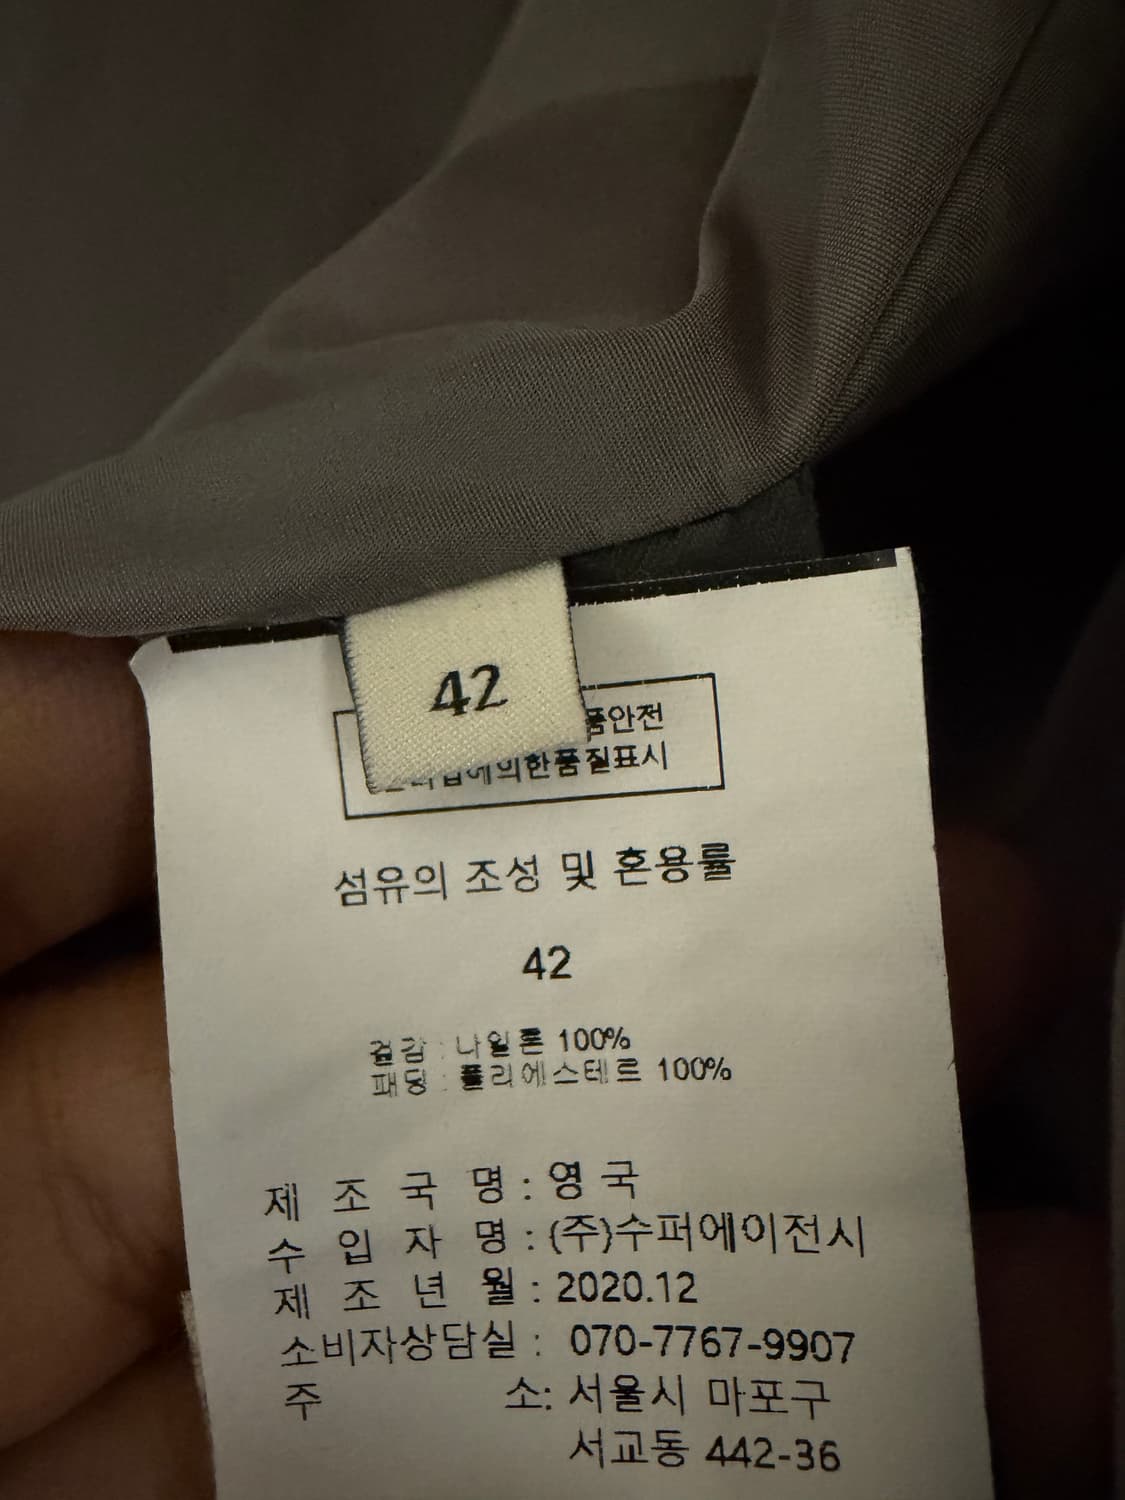 42
품안전
에의한품질표시
섬유의 조성 및 혼용률
42
겉감 : 나일론 100%
패딩 : 폴리에스테르 100%
제 조 국 명 : 영 국
수 입 자 명 : (주)수퍼에이전시
제 조 년 월 : 2020.12
소비자상담실 : 070-7767-9907
주 소: 서울시 마포구
서교동 442-36